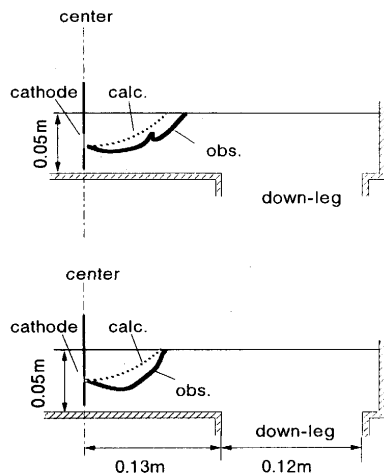 center
cathode
calc.
0.05m
obs.
down-leg
center
cathode
calc.
0.05m
obs.
down-leg
0.13m
0.12m